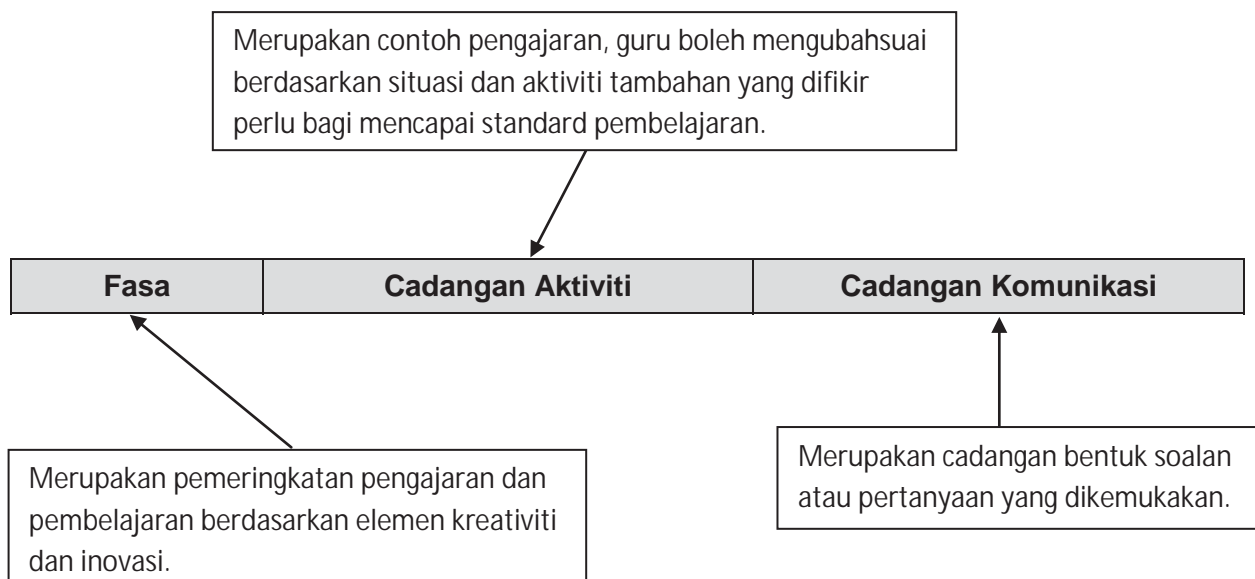 Merupakan contoh pengajaran, guru boleh mengubahsuai
berdasarkan situasi dan aktiviti tambahan yang difikir
perlu bagi mencapai standard pembelajaran.
Fasa
Cadangan Aktiviti
Cadangan Komunikasi
Merupakan pemeringkatan pengajaran dan
pembelajaran berdasarkan elemen kreativiti
dan inovasi.
Merupakan cadangan bentuk soalan
atau pertanyaan yang dikemukakan.